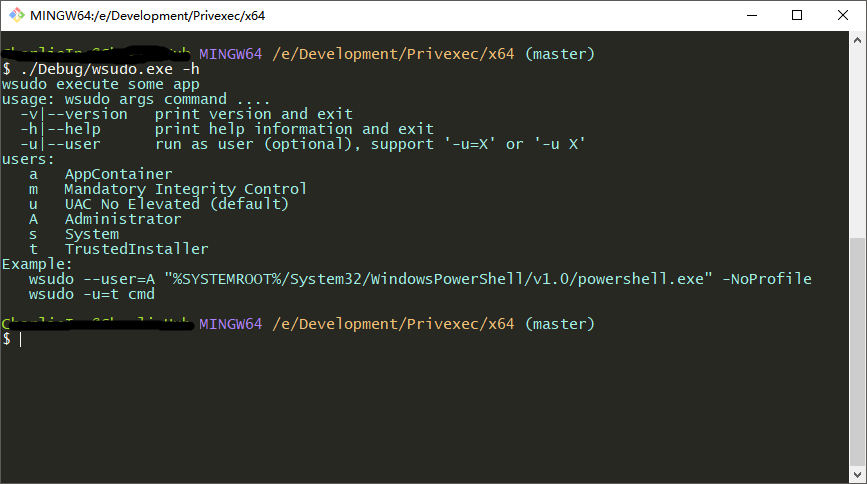 MINGW64:/e/Development/Privexec/x64
MINGW64 /e/Development/Privexec/x64 (master)
$ ./Debug/wsudo.exe -h
wsudo execute some app
usage: wsudo args command ....
  -v|--version   print version and exit
  -h|--help      print help information and exit
  -u|--user      run as user (optional), support '-u=X' or '-u X'
users:
   a   AppContainer
   m   Mandatory Integrity Control
   u   UAC No Elevated (default)
   A   Administrator
   s   System
   t   TrustedInstaller
Example:
   wsudo --user=A "%SYSTEMROOT%/System32/WindowsPowerShell/v1.0/powershell.exe" -NoProfile
   wsudo -u=t cmd
MINGW64 /e/Development/Privexec/x64 (master)
$